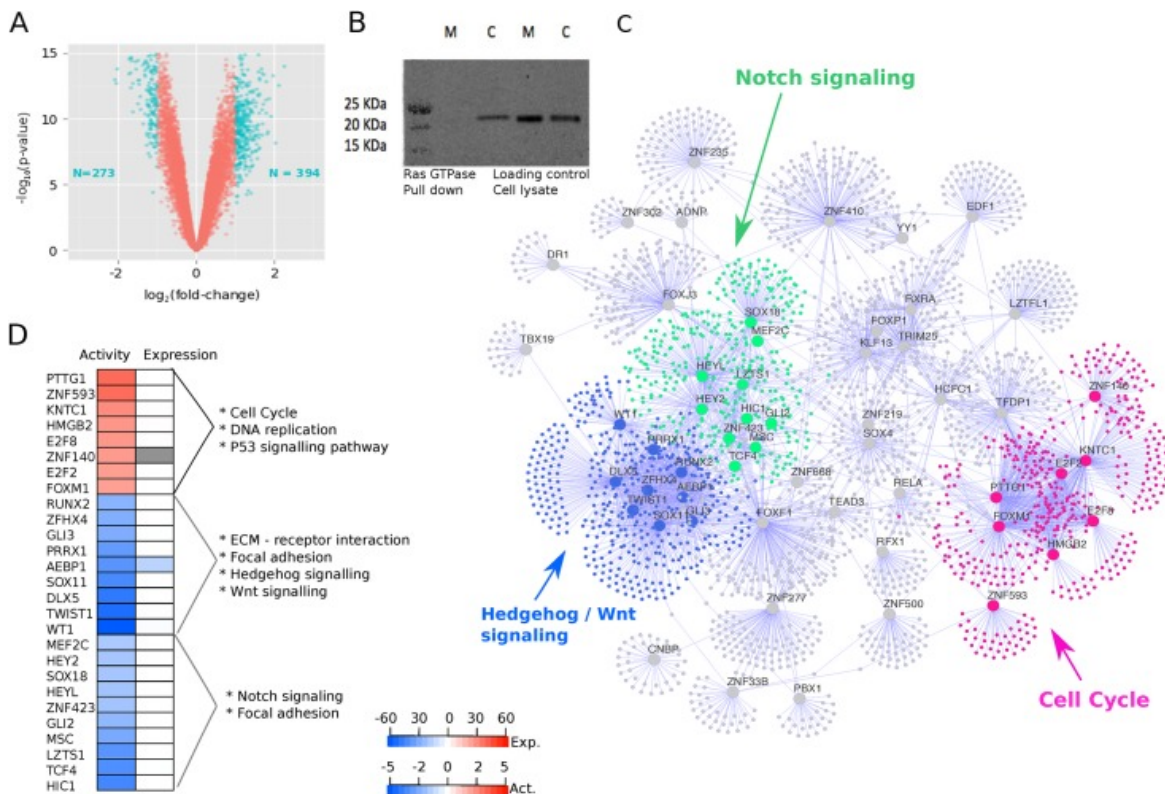 A
15
10
5
0
-log10(p-value)
N=273
N = 394
-2
0
2
log2(fold-change)
B
M C M C
25 KDa
20 KDa
15 KDa
Ras GTPase
Pull down
Loading control
Cell lysate
C
Notch signaling
ZNF235
ZNF302
ADNP
ZNF410
EDF1
YY1
DR1
FOXJ3
RXRA
LZTFL1
SOX18
FOXP1
MEF2C
TRIM25
KLF13
TBX19
HEYL
LZTS1
HCFC1
ZNF140
TFDP1
HEY2
HIC1
GLI2
WT1
ZNF423
ZNF219
PRRX1
MSC
SOX4
KNTC1
TCF4
RUNX2
E2F2
DLX5
ZNF668
ZFHX4
AEBP1
RELA
PTTG1
TWIST1
TEAD3
SOX11
GLI3
FOXF1
FOXM1
E2F8
RFX1
HMGB2
ZNF277
ZNF500
ZNF593
Hedgehog / Wnt
signaling
CNBP
ZNF33B
PBX1
Cell Cycle
D
Activity Expression
PTTG1
ZNF593
KNTC1
HMGB2
E2F8
ZNF140
E2F2
FOXM1
RUNX2
ZFHX4
GLI3
PRRX1
AEBP1
SOX11
DLX5
TWIST1
WT1
MEF2C
HEY2
SOX18
HEYL
ZNF423
GLI2
MSC
LZTS1
TCF4
HIC1
* Cell Cycle
* DNA replication
* P53 signalling pathway
* ECM - receptor interaction
* Focal adhesion
* Hedgehog signalling
* Wnt signalling
* Notch signaling
* Focal adhesion
-60 30 0 30 60
Exp.
-5 0 5
Act.